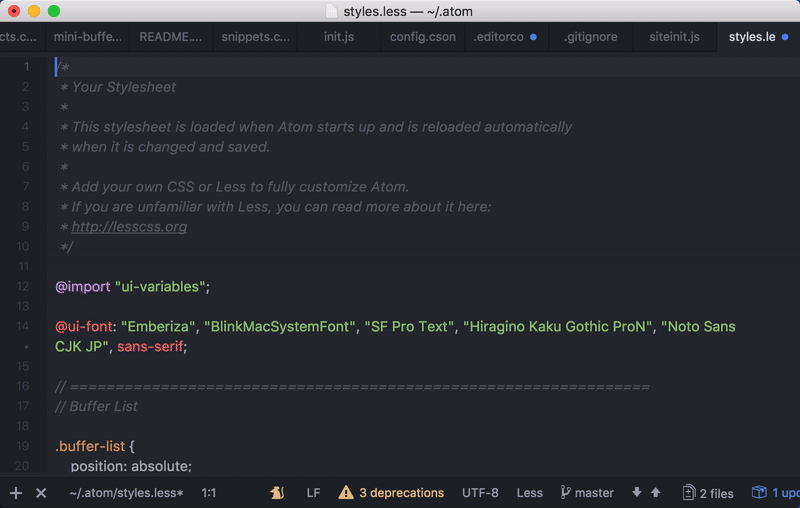 styles.less — ~/.atom
cts.c... mini-buffe... README.... snippets.c... init.js config.cson .editorco .gitignore siteinit.js styles.le
1 /*
2 * Your Stylesheet
3 *
4 * This stylesheet is loaded when Atom starts up and is reloaded automatically
5 * when it is changed and saved.
6 *
7 * Add your own CSS or Less to fully customize Atom.
8 * If you are unfamiliar with Less, you can read more about it here:
9 * http://lesscss.org
10 */
11
12 @import "ui-variables";
13
14 @ui-font: "Emberiza", "BlinkMacSystemFont", "SF Pro Text", "Hiragino Kaku Gothic ProN", "Noto Sans
• CJK JP", sans-serif;
15
16 // ================================================================
17 // Buffer List
18
19 .buffer-list {
20 position: absolute;
~/.atom/styles.less* 1:1 LF 3 deprecations UTF-8 Less master 2 files 1 upd